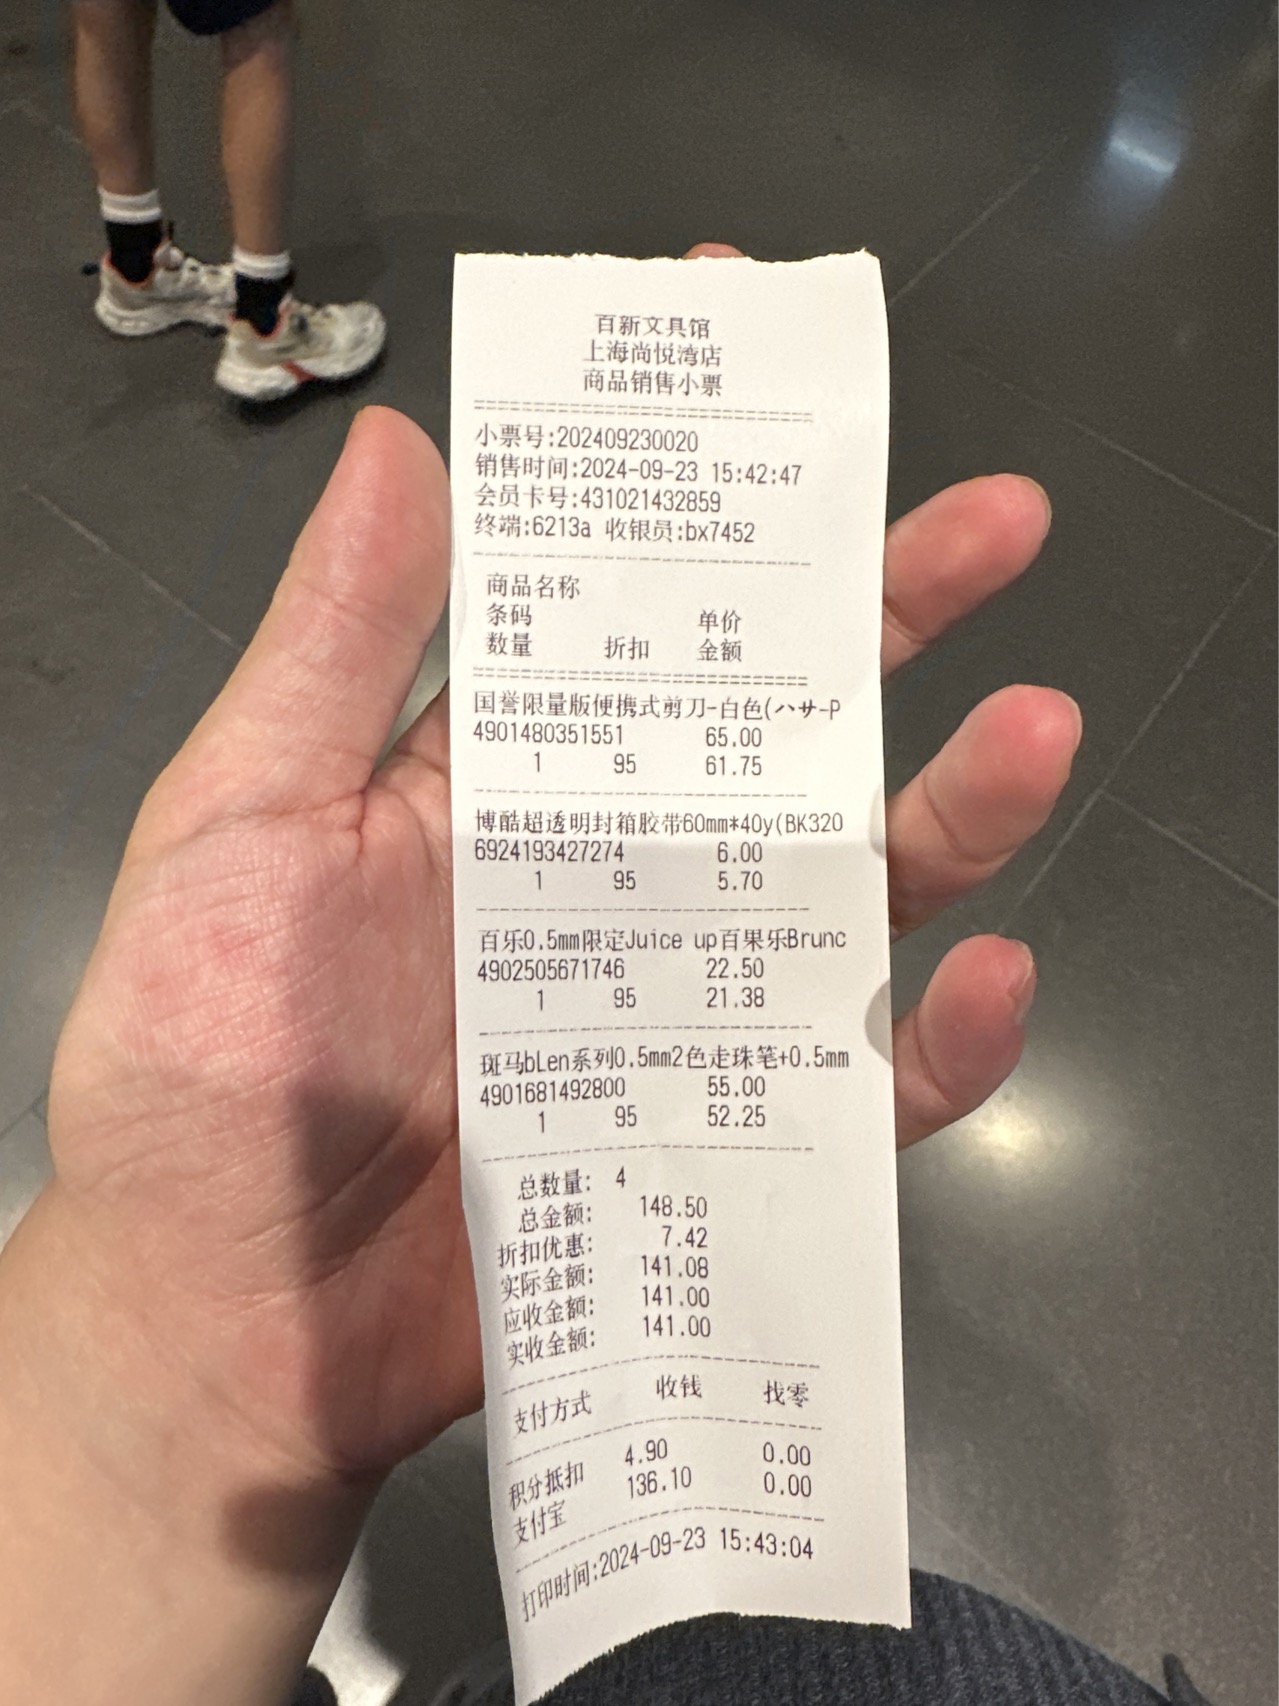 百新文具馆
上海尚悦湾店
商品销售小票
小票号:202409230020
销售时间:2024-09-23 15:42:47
会员卡号:431021432859
终端:6213a 收银员:bx7452
商品名称
条码 单价
数量 折扣 金额
国誉限量版便携式剪刀-白色(ハサ-P
4901480351551 65.00
1 95 61.75
博酷超透明封箱胶带60mm*40y(BK320
6924193427274 6.00
1 95 5.70
百乐0.5mm限定Juice up百果乐Brunc
4902505671746 22.50
1 95 21.38
斑马bLen系列0.5mm2色走珠笔+0.5mm
4901681492800 55.00
1 95 52.25
总数量: 4
总金额: 148.50
折扣优惠: 7.42
实际金额: 141.08
应收金额: 141.00
实收金额: 141.00
支付方式 收钱 找零
积分抵扣 4.90 0.00
支付宝 136.10 0.00
打印时间:2024-09-23 15:43:04